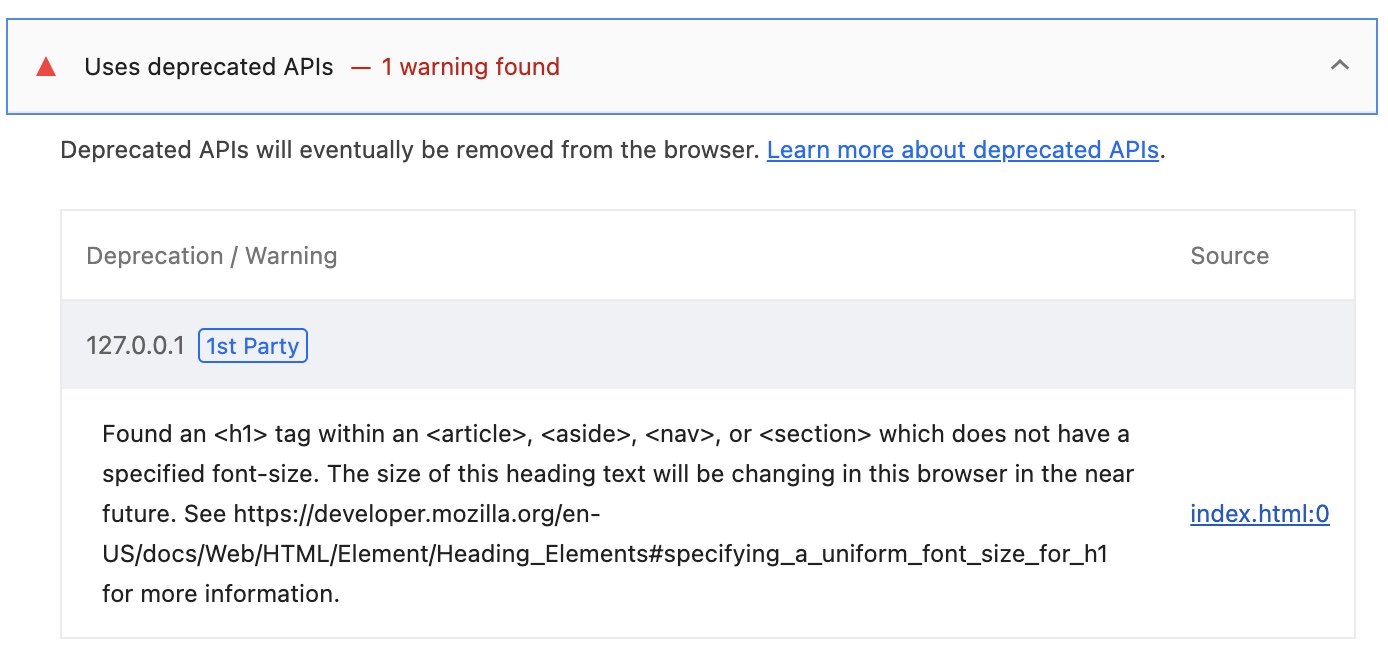 Uses deprecated APIs — 1 warning found
Deprecated APIs will eventually be removed from the browser. Learn more about deprecated APIs.
Deprecation / Warning Source
127.0.0.1 1st Party
Found an <h1> tag within an <article>, <aside>, <nav>, or <section> which does not have a
specified font-size. The size of this heading text will be changing in this browser in the near
future. See https://developer.mozilla.org/en-
US/docs/Web/HTML/Element/Heading_Elements#specifying_a_uniform_font_size_for_h1
for more information.
index.html:0